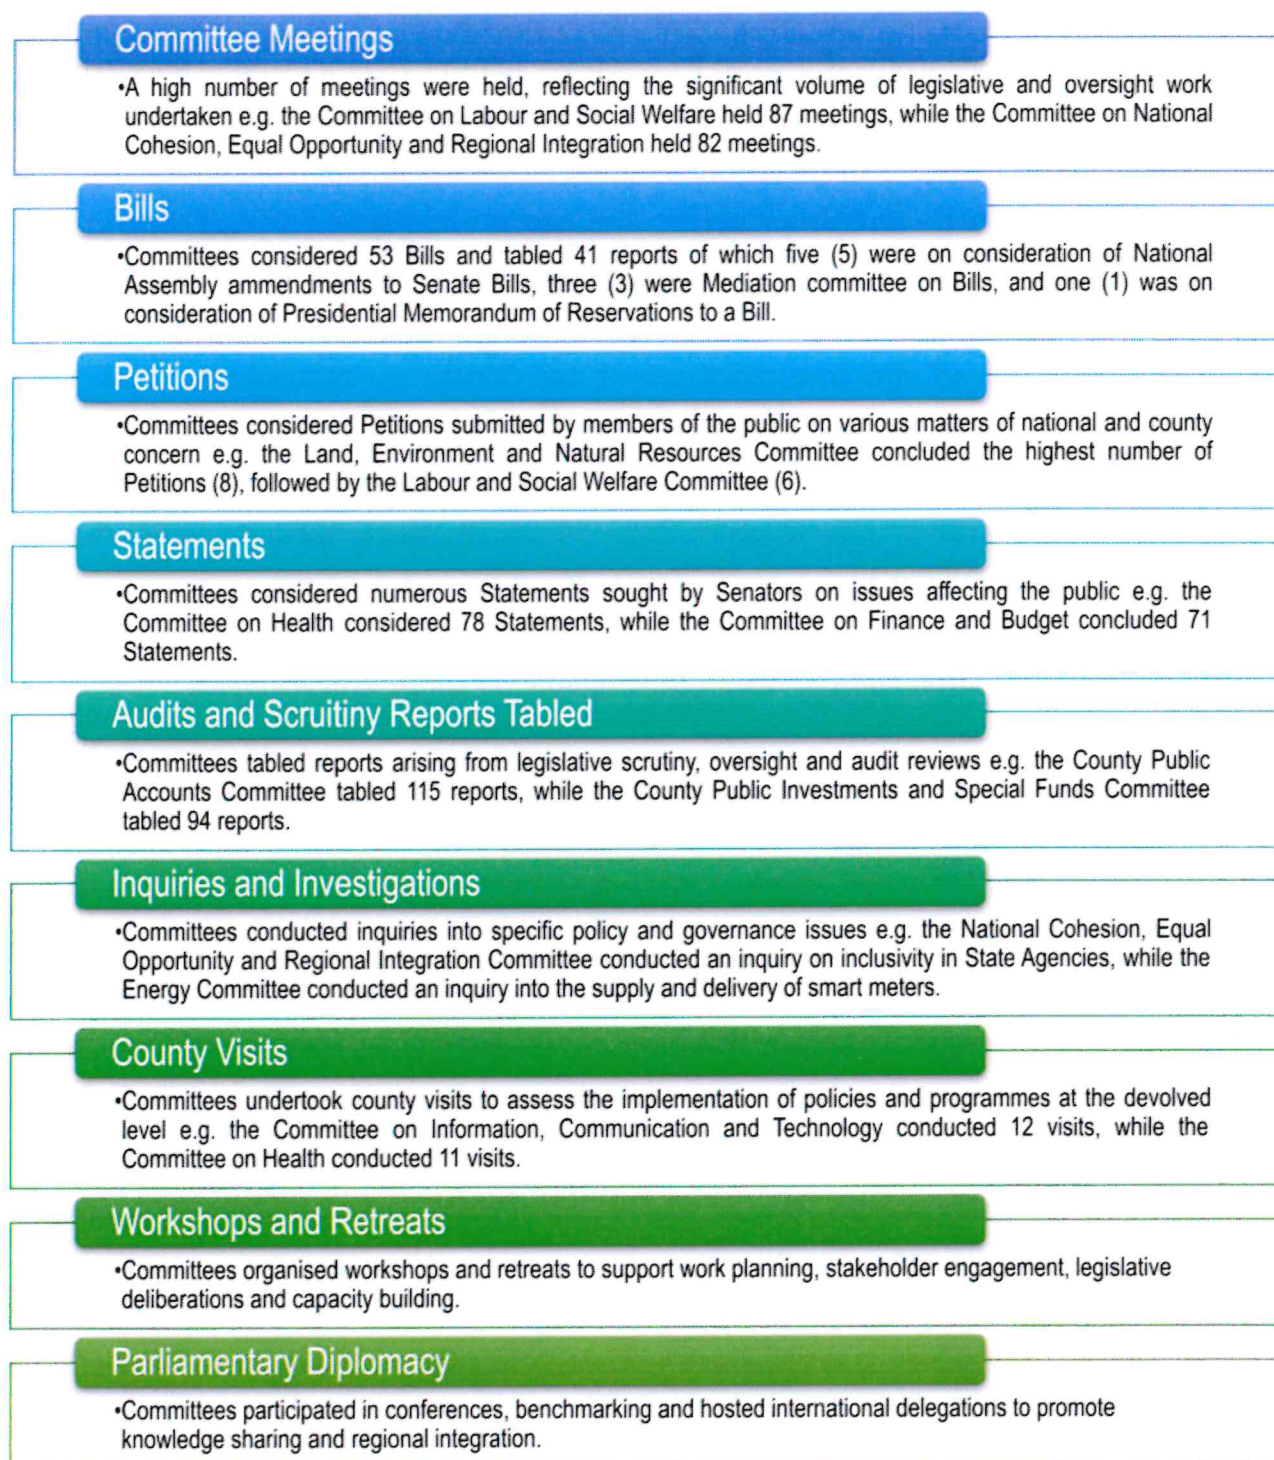 Committee Meetings
•A high number of meetings were held, reflecting the significant volume of legislative and oversight work
undertaken e.g. the Committee on Labour and Social Welfare held 87 meetings, while the Committee on National
Cohesion, Equal Opportunity and Regional Integration held 82 meetings.
Bills
•Committees considered 53 Bills and tabled 41 reports of which five (5) were on consideration of National
Assembly ammendments to Senate Bills, three (3) were Mediation committee on Bills, and one (1) was on
consideration of Presidential Memorandum of Reservations to a Bill.
Petitions
•Committees considered Petitions submitted by members of the public on various matters of national and county
concern e.g. the Land, Environment and Natural Resources Committee concluded the highest number of
Petitions (8), followed by the Labour and Social Welfare Committee (6).
Statements
•Committees considered numerous Statements sought by Senators on issues affecting the public e.g. the
Committee on Health considered 78 Statements, while the Committee on Finance and Budget concluded 71
Statements.
Audits and Scruitiny Reports Tabled
•Committees tabled reports arising from legislative scrutiny, oversight and audit reviews e.g. the County Public
Accounts Committee tabled 115 reports, while the County Public Investments and Special Funds Committee
tabled 94 reports.
Inquiries and Investigations
•Committees conducted inquiries into specific policy and governance issues e.g. the National Cohesion, Equal
Opportunity and Regional Integration Committee conducted an inquiry on inclusivity in State Agencies, while the
Energy Committee conducted an inquiry into the supply and delivery of smart meters.
County Visits
•Committees undertook county visits to assess the implementation of policies and programmes at the devolved
level e.g. the Committee on Information, Communication and Technology conducted 12 visits, while the
Committee on Health conducted 11 visits.
Workshops and Retreats
•Committees organised workshops and retreats to support work planning, stakeholder engagement, legislative
deliberations and capacity building.
Parliamentary Diplomacy
•Committees participated in conferences, benchmarking and hosted international delegations to promote
knowledge sharing and regional integration.